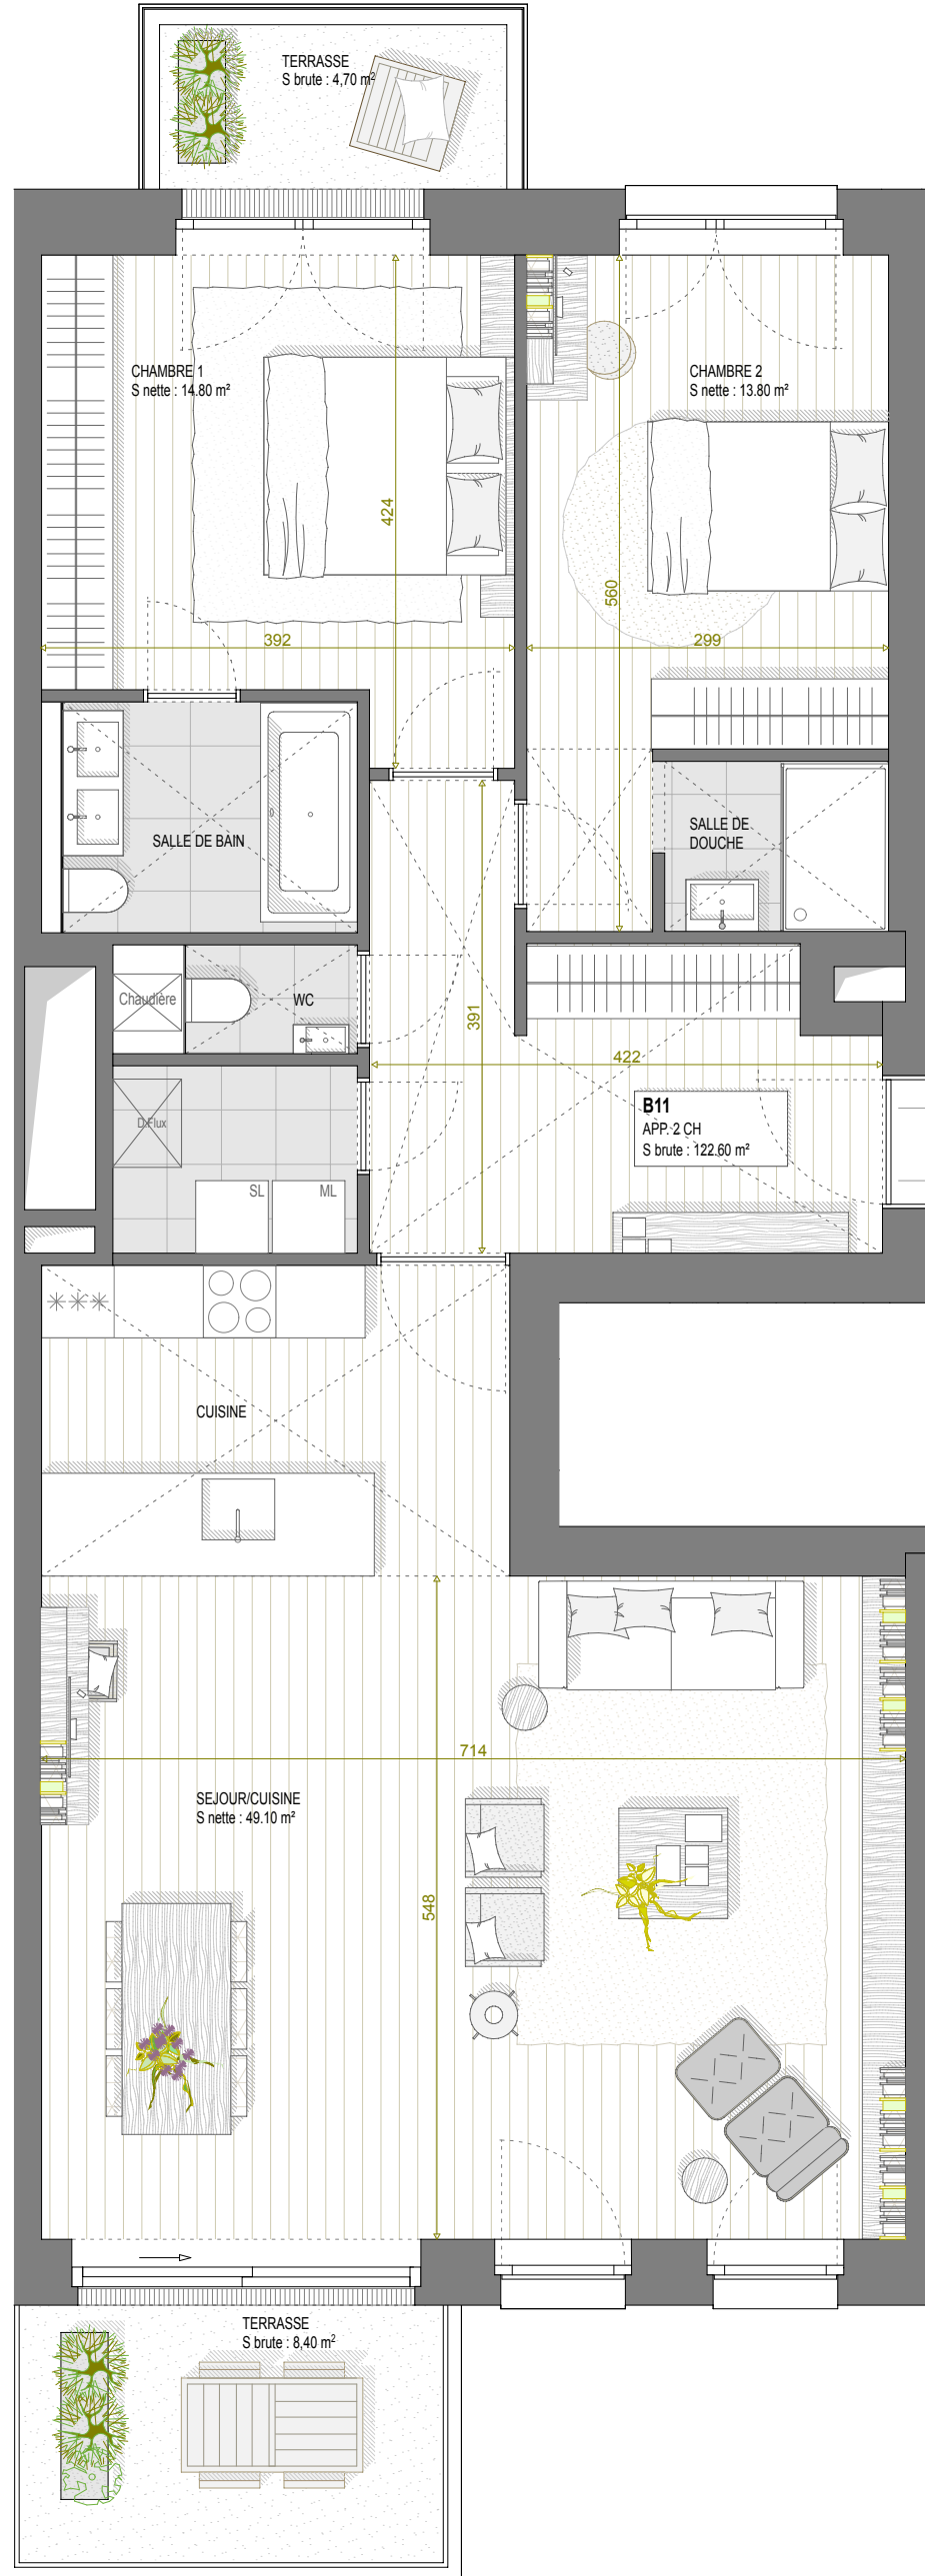 TERRASSE
S brute : 4,70 m²
CHAMBRE 1
S nette : 14.80 m²
CHAMBRE 2
S nette : 13.80 m²
424
560
392
299
SALLE DE BAIN
SALLE DE
DOUCHE
Chaudière
WC
391
422
B11
APP. 2 CH
S brute : 122.60 m²
D.Flux
SL
ML
CUISINE
714
SEJOUR/CUISINE
S nette : 49.10 m²
548
TERRASSE
S brute : 8,40 m²